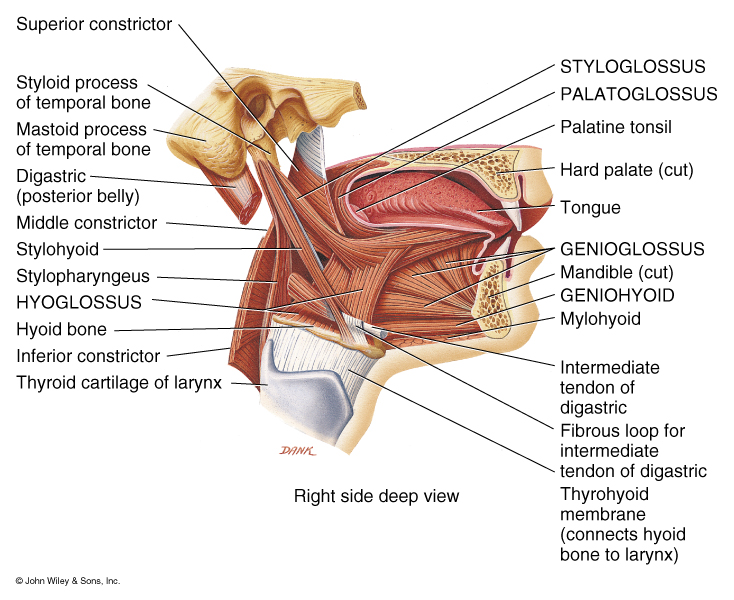 Superior constrictor
Styloid process
of temporal bone
Mastoid process
of temporal bone
Digastric
(posterior belly)
Middle constrictor
Stylohyoid
Stylopharyngeus
HYOGLOSSUS
Hyoid bone
Inferior constrictor
Thyroid cartilage of larynx
STYLOGLOSSUS
PALATOGLOSSUS
Palatine tonsil
Hard palate (cut)
Tongue
GENIOGLOSSUS
Mandible (cut)
GENIOHYOID
Mylohyoid
Intermediate
tendon of
digastric
Fibrous loop for
intermediate
tendon of digastric
Thyrohyoid
membrane
(connects hyoid
bone to larynx)
DANK
Right side deep view
© John Wiley & Sons, Inc.